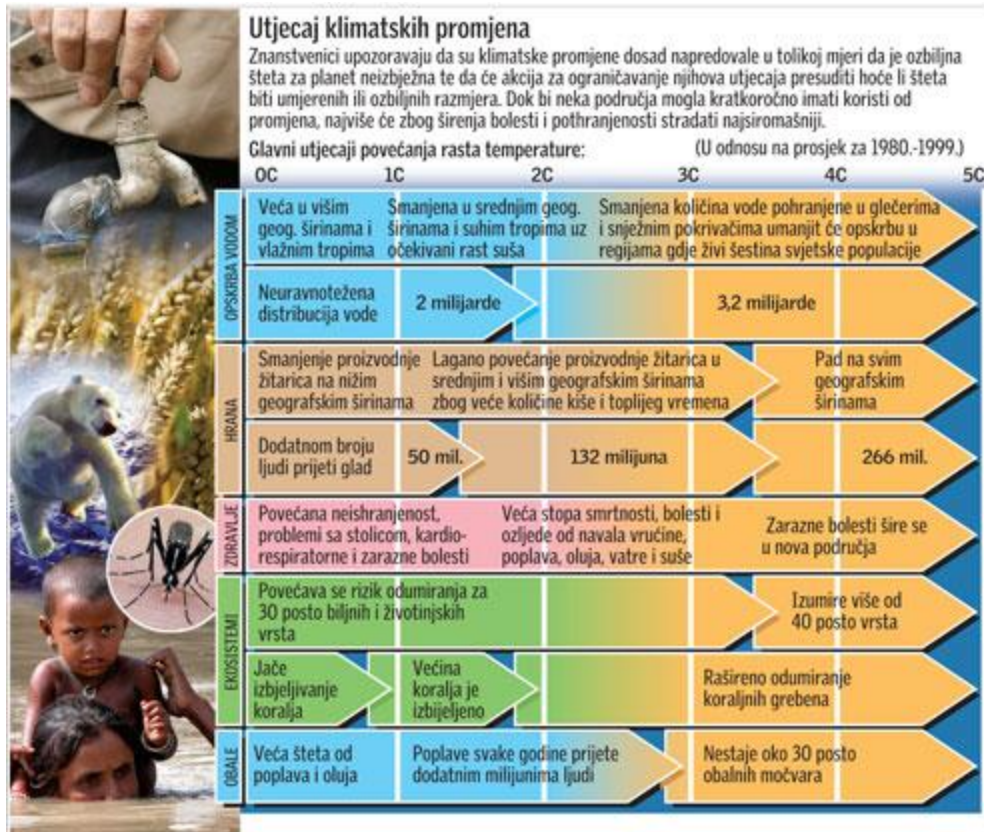 Utjecaj klimatskih promjena
Znanstvenici upozoravaju da su klimatske promjene dosad napredovale u tolikoj mjeri da je ozbiljna
šteta za planet neizbježna te da će akcija za ograničavanje njihova utjecaja presuditi hoće li šteta
biti umjerenih ili ozbiljnih razmjera. Dok bi neka područja mogla kratkoročno imati koristi od
promjena, najviše će zbog širenja bolesti i pothranjenosti stradati najsiromašniji.
Glavni utjecaji povećanja rasta temperature: (U odnosu na prosjek za 1980.-1999.)
0C 1C 2C 3C 4C 5C
OPSKRBA VODOM
Veća u višim
geog. širinama i
vlažnim tropima
Smanjena u srednjim geog.
širinama i suhim tropima uz
očekivani rast suša
Smanjena količina vode pohranjene u glečerima
i snježnim pokrivačima umanjit će opskrbu u
regijama gdje živi šestina svjetske populacije
Neuravnotežena
distribucija vode
2 milijarde
3,2 milijarde
HRANA
Smanjenje proizvodnje
žitarica na nižim
geografskim širinama
Lagano povećanje proizvodnje žitarica u
srednjim i višim geografskim širinama
zbog veće količine kiše i toplijeg vremena
Pad na svim
geografskim
širinama
Dodatnom broju
ljudi prijeti glad
50 mil.
132 milijuna
266 mil.
ZDRAVLJE
Povećana neishranjenost,
problemi sa stolicom, kardio-
respiratorne i zarazne bolesti
Veća stopa smrtnosti, bolesti i
ozljede od navala vrućine,
poplava, oluja, vatre i suše
Zarazne bolesti šire se
u nova područja
EKOSISTEMI
Povećava se rizik odumiranja za
30 posto biljnih i životinjskih
vrsta
Izumire više od
40 posto vrsta
Jače
izbjeljivanje
koralja
Većina
koralja je
izbijeljeno
Rašireno odumiranje
koraljnih grebena
OBALE
Veća šteta od
poplava i oluja
Poplave svake godine prijete
dodatnim milijunima ljudi
Nestaje oko 30 posto
obalnih močvara